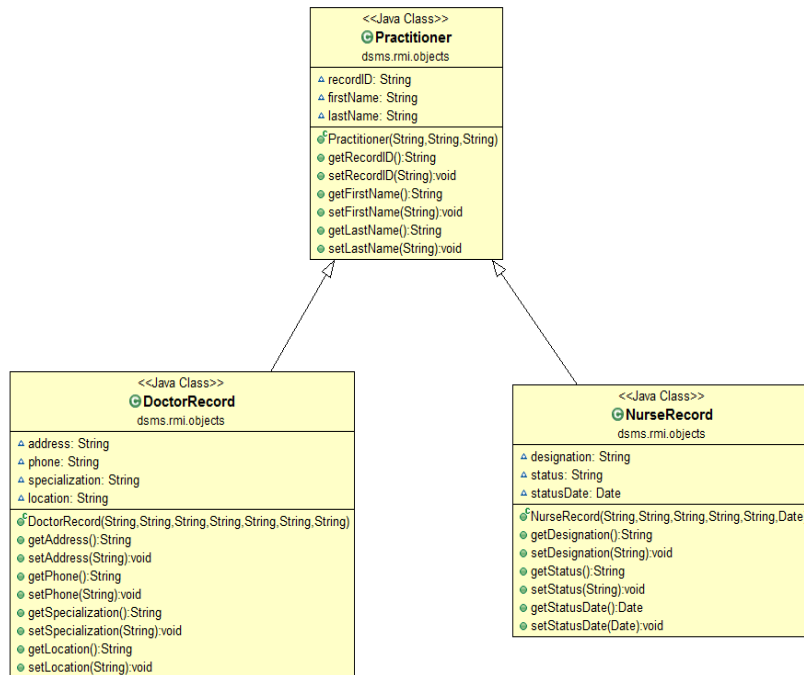 <<Java Class>>
Practitioner
dsms.rmi.objects
recordID: String
firstName: String
lastName: String
Practitioner(String,String,String)
getRecordID():String
setRecordID(String):void
getFirstName():String
setFirstName(String):void
getLastName():String
setLastName(String):void
<<Java Class>>
DoctorRecord
dsms.rmi.objects
address: String
phone: String
specialization: String
location: String
DoctorRecord(String,String,String,String,String,String,String)
getAddress():String
setAddress(String):void
getPhone():String
setPhone(String):void
getSpecialization():String
setSpecialization(String):void
getLocation():String
setLocation(String):void
<<Java Class>>
NurseRecord
dsms.rmi.objects
designation: String
status: String
statusDate: Date
NurseRecord(String,String,String,String,String,Date
getDesignation():String
setDesignation(String):void
getStatus():String
setStatus(String):void
getStatusDate():Date
setStatusDate(Date):void